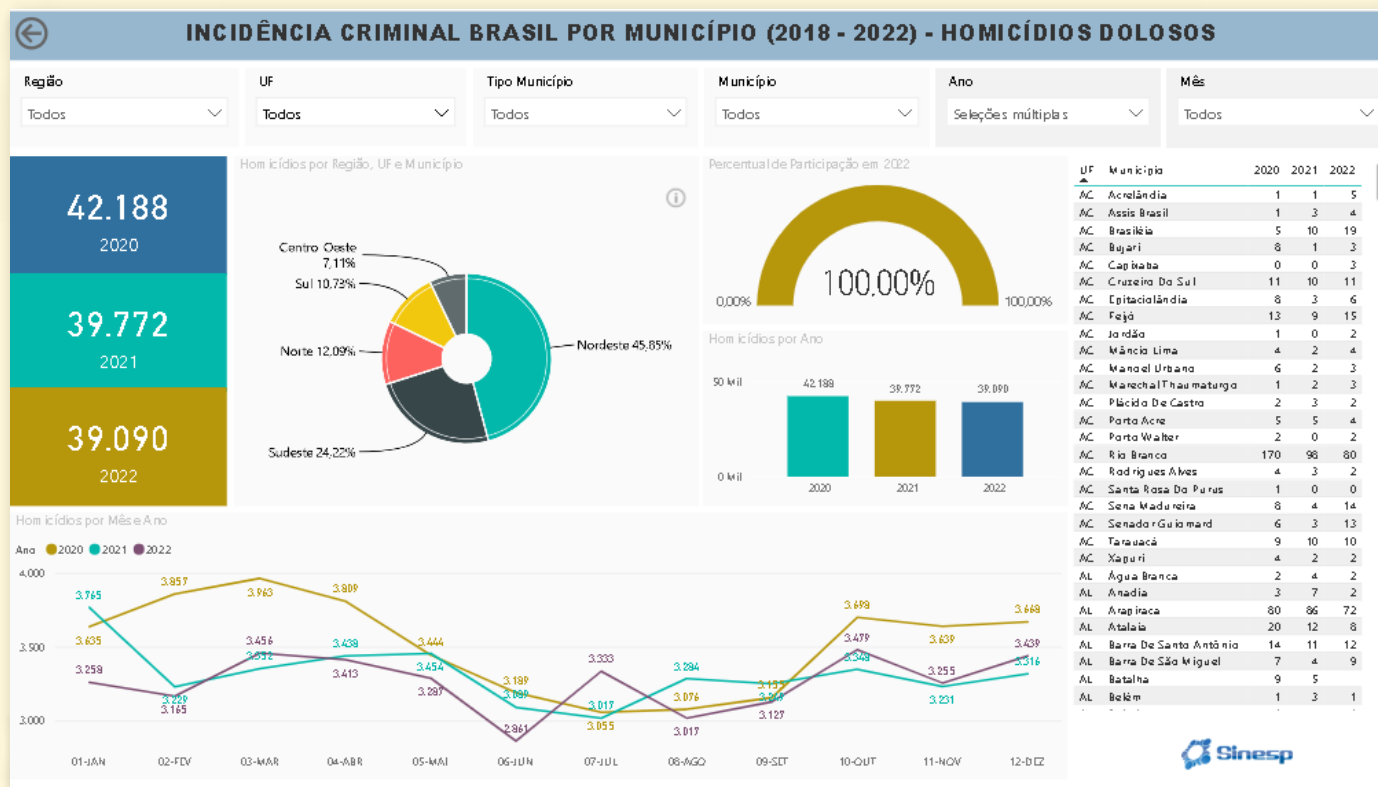 INCIDÊNCIA CRIMINAL BRASIL POR MUNICÍPIO (2018 - 2022) - HOMICÍDIOS DOLOSOS
Região UF Tipo Município Município Ano Mês
Todos Todos Todos Todos Seleções múltiplas Todos
42.188
2020
39.772
2021
39.090
2022
Homicídios por Região, UF e Município
Centro Oeste
7,11%
Sul 10,73%
Norte 12,09%
Nordeste 45,85%
Sudeste 24,22%
Percentual de Participação em 2022
100,00%
0,00% 100,00%
Homicídios por Ano
50 Mil
42.188 39.772 39.090
0 Mil
2020 2021 2022
UF Município 2020 2021 2022
AC Acrelândia 1 1 5
AC Assis Brasil 1 3 4
AC Brasiléia 5 10 19
AC Bujari 8 1 3
AC Capixaba 0 0 3
AC Cruzeiro Do Sul 11 10 11
AC Epitaciolândia 8 3 6
AC Feijó 13 9 15
AC Jordão 1 0 2
AC Mâncio Lima 4 2 4
AC Manoel Urbano 6 2 3
AC Marechal Thaumaturgo 1 2 3
AC Plácido De Castro 2 3 2
AC Porto Acre 5 5 4
AC Porto Walter 2 0 2
AC Rio Branco 170 98 80
AC Rodrigues Alves 4 3 2
AC Santa Rosa Do Purus 1 0 0
AC Sena Madureira 8 4 14
AC Senador Guiomard 6 3 13
AC Tarauacá 9 10 10
AC Xapuri 4 2 2
AL Água Branca 2 4 2
AL Anadia 3 7 2
AL Arapiraca 80 86 72
AL Atalaia 20 12 8
AL Barra De Santo Antônio 14 11 12
AL Barra De São Miguel 7 4 9
AL Batalha 9 5
AL Belém 1 3 1
Homicídios por Mês e Ano
Ano 2020 2021 2022
4.000
3.500
3.000
3.635 3.857 3.963 3.809 3.444 3.189 3.055 3.076 3.698 3.639 3.668
3.765 3.229 3.438 3.454 3.089 3.017 3.284 3.348 3.231 3.316
3.258 3.165 3.456 3.413 3.287 2.861 3.333 3.017 3.127 3.479 3.255 3.439
01-JAN 02-FEV 03-MAR 04-ABR 05-MAI 06-JUN 07-JUL 08-AGO 09-SET 10-OUT 11-NOV 12-DEZ
Sinesp